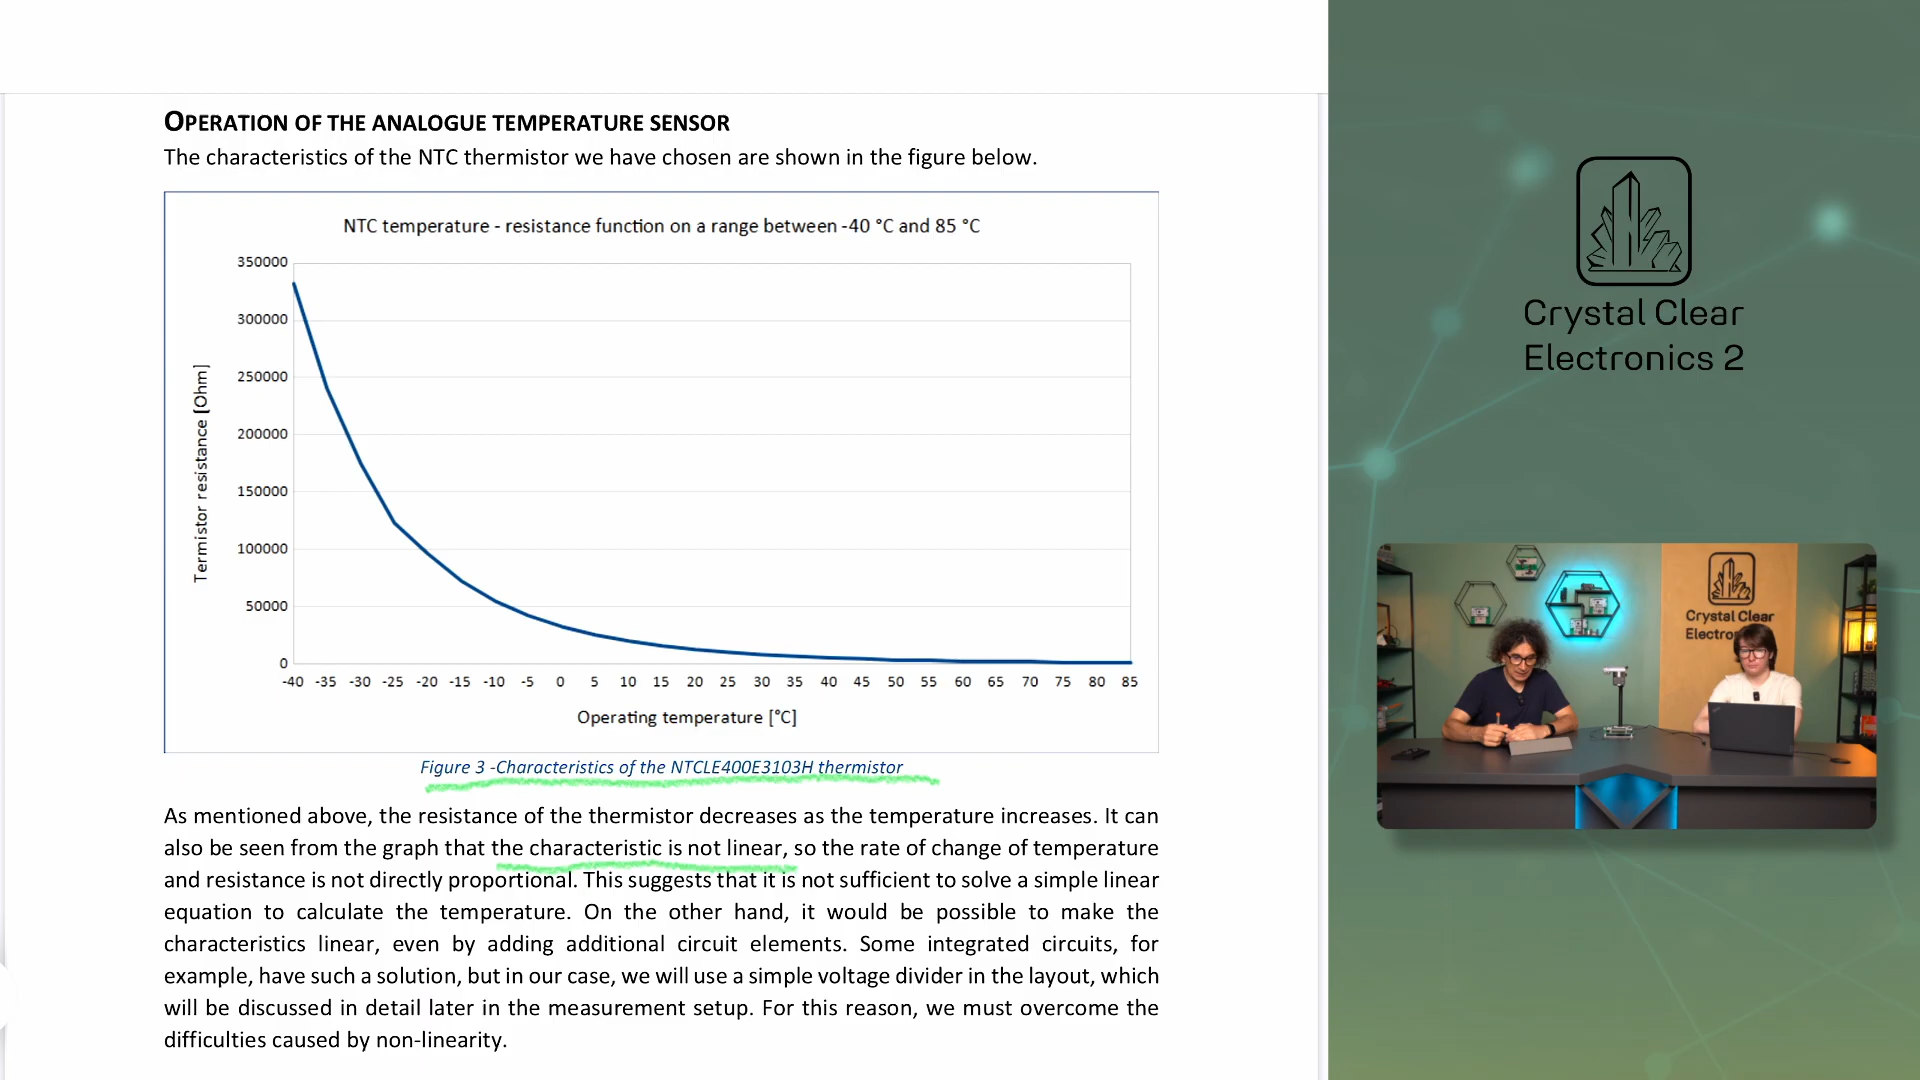 OPERATION OF THE ANALOGUE TEMPERATURE SENSOR
The characteristics of the NTC thermistor we have chosen are shown in the figure below.
NTC temperature - resistance function on a range between -40 °C and 85 °C
350000
300000
250000
200000
150000
100000
50000
0
Termistor resistance [Ohm]
-40 -35 -30 -25 -20 -15 -10 -5 0 5 10 15 20 25 30 35 40 45 50 55 60 65 70 75 80 85
Operating temperature [°C]
Figure 3 -Characteristics of the NTCLE400E3103H thermistor
As mentioned above, the resistance of the thermistor decreases as the temperature increases. It can
also be seen from the graph that the characteristic is not linear, so the rate of change of temperature
and resistance is not directly proportional. This suggests that it is not sufficient to solve a simple linear
equation to calculate the temperature. On the other hand, it would be possible to make the
characteristics linear, even by adding additional circuit elements. Some integrated circuits, for
example, have such a solution, but in our case, we will use a simple voltage divider in the layout, which
will be discussed in detail later in the measurement setup. For this reason, we must overcome the
difficulties caused by non-linearity.
Crystal Clear
Electronics 2
Crystal Clear
Electro